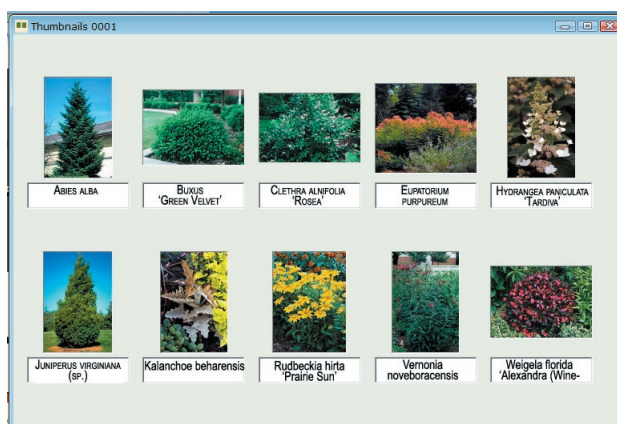 Thumbnails 0001
ABIES ALBA
BUXUS
'GREEN VELVET'
CLETHRA ALNIFOLIA
'ROSEA'
EUPATORIUM
PURPUREUM
HYDRANGEA PANICULATA
'TARDIVA'
JUNIPERUS VIRGINIANA
(SP.)
Kalanchoe beharensis
Rudbeckia hirta
'Prairie Sun'
Vernonia
noveboracensis
Weigela florida
'Alexandra (Wine-